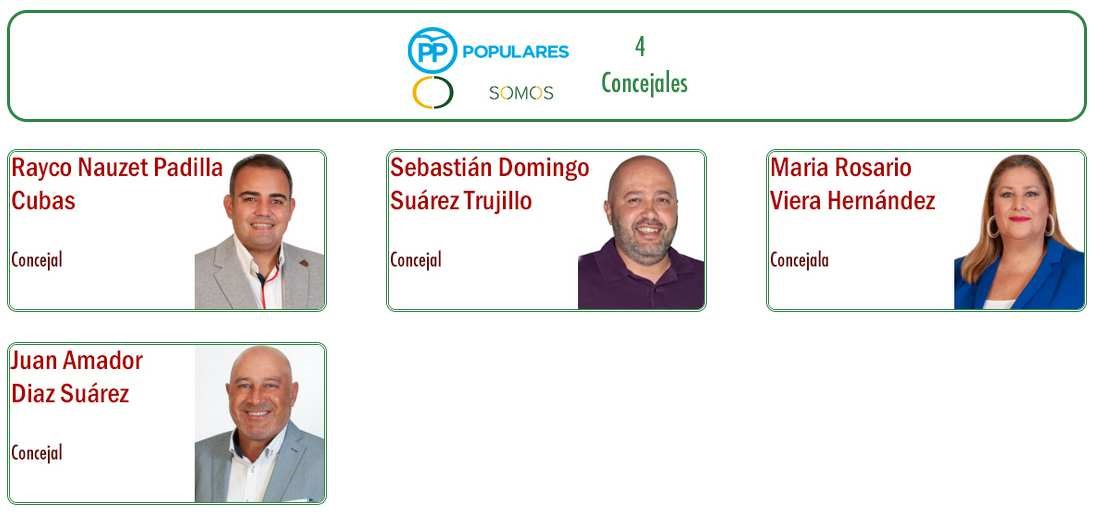 PP POPULARES
SOMOS
4
Concejales
Rayco Nauzet Padilla
Cubas
Concejal
Sebastián Domingo
Suárez Trujillo
Concejal
Maria Rosario
Viera Hernández
Concejala
Juan Amador
Diaz Suárez
Concejal